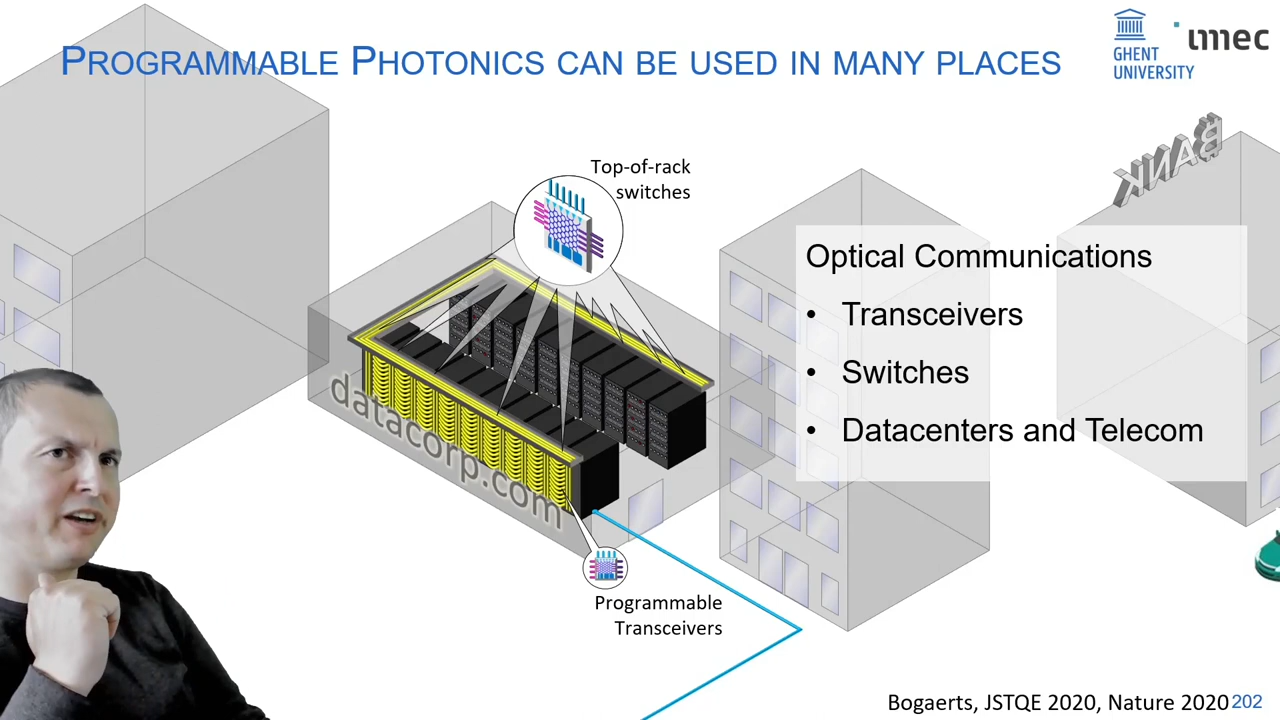 PROGRAMMABLE PHOTONICS CAN BE USED IN MANY PLACES
GHENT
UNIVERSITY
imec
BANK
Top-of-rack
switches
Optical Communications
• Transceivers
• Switches
• Datacenters and Telecom
datacorp.com
Programmable
Transceivers
Bogaerts, JSTQE 2020, Nature 2020
202